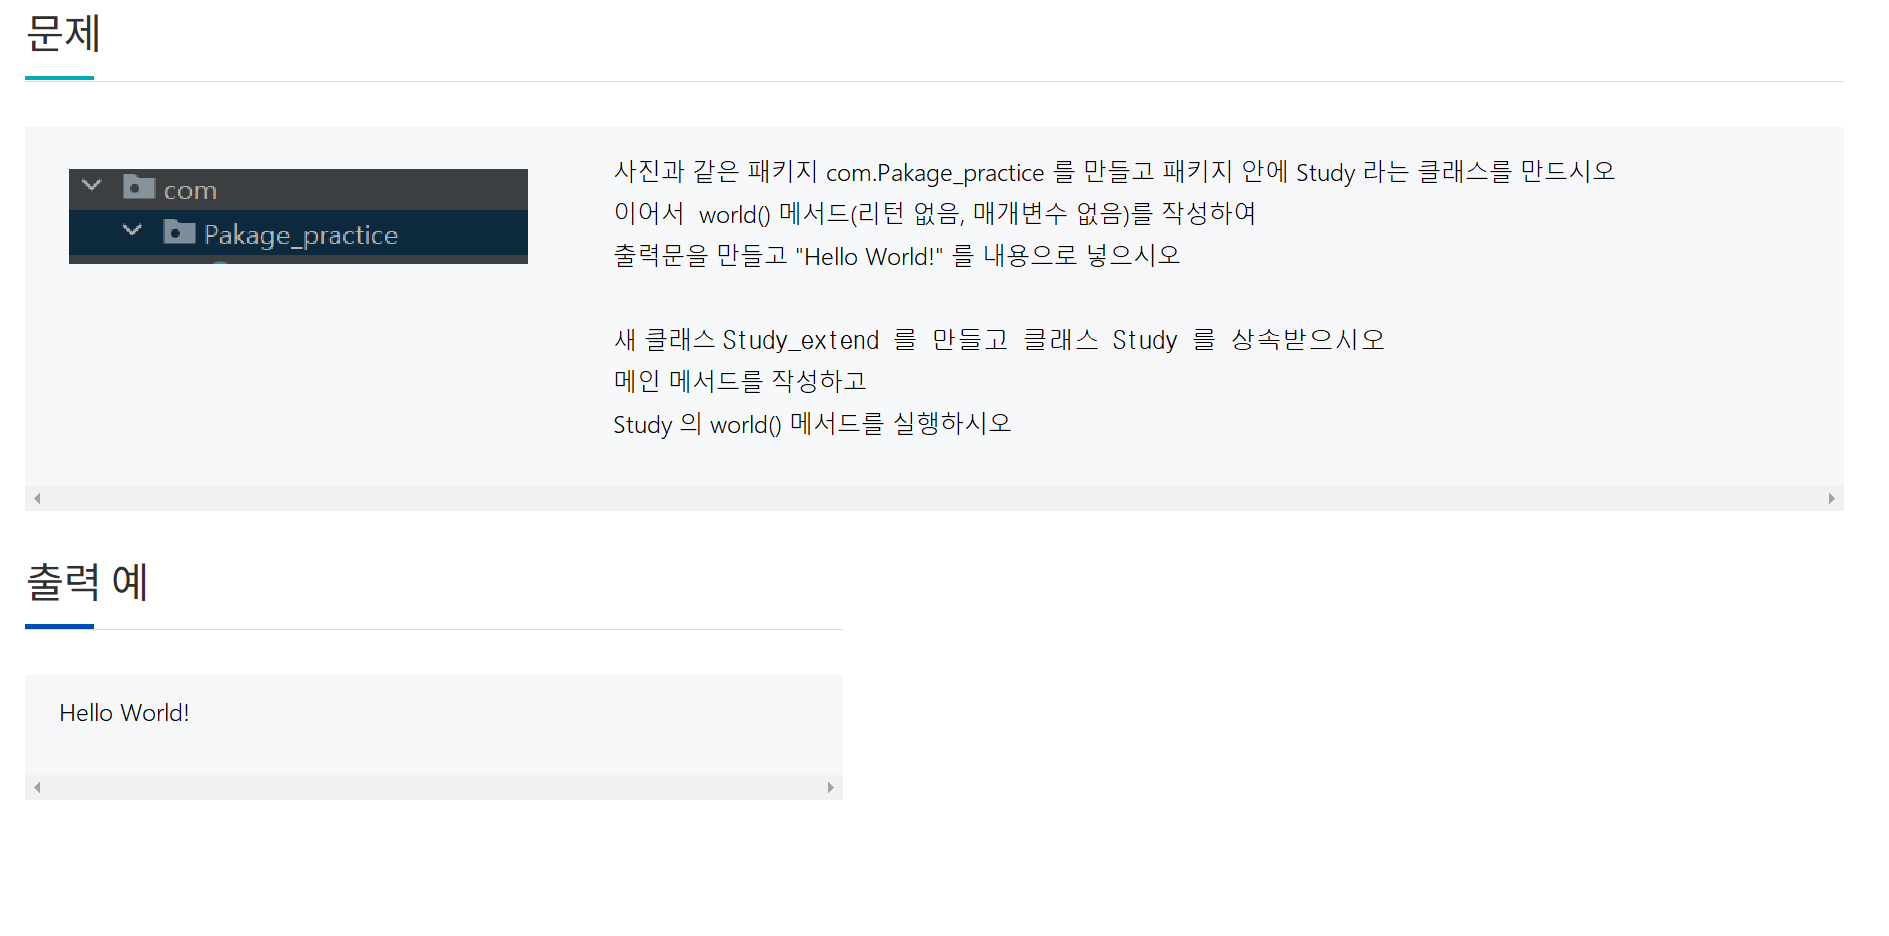 문제
com
Pakage_practice
사진과 같은 패키지 com.Pakage_practice 를 만들고 패키지 안에 Study 라는 클래스를 만드시오
이어서 world() 메서드(리턴 없음, 매개변수 없음)를 작성하여
출력문을 만들고 "Hello World!" 를 내용으로 넣으시오
새 클래스 Study_extend 를 만들고 클래스 Study 를 상속받으시오
메인 메서드를 작성하고
Study 의 world() 메서드를 실행하시오
출력 예
Hello World!